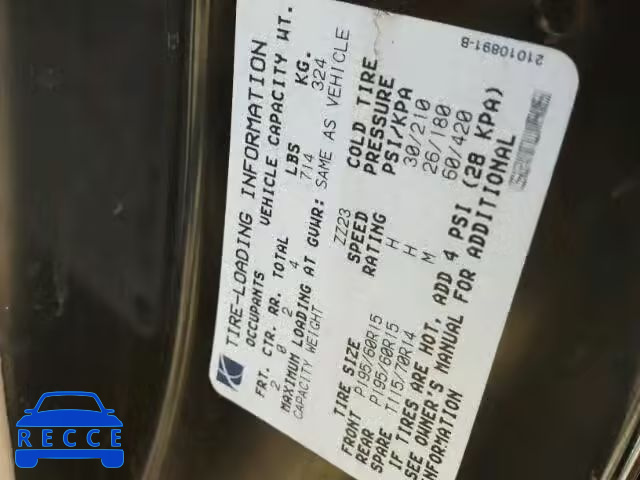 TIRE-LOADING INFORMATION
OCCUPANTS VEHICLE CAPACITY WT.
FRT. CTR. RR. TOTAL LBS KG.
2 0 2 4 714 324
MAXIMUM LOADING AT GVWR: SAME AS VEHICLE
CAPACITY WEIGHT
ZZ23
TIRE SIZE SPEED RATING COLD TIRE PRESSURE PSI/KPA
FRONT P195/60R15 H 30/210
REAR P195/60R15 H 26/180
SPARE T115/70R14 M 60/420
IF TIRES ARE HOT, ADD 4 PSI (28 KPA)
SEE OWNER'S MANUAL FOR ADDITIONAL
INFORMATION
21010891-B
RECCE